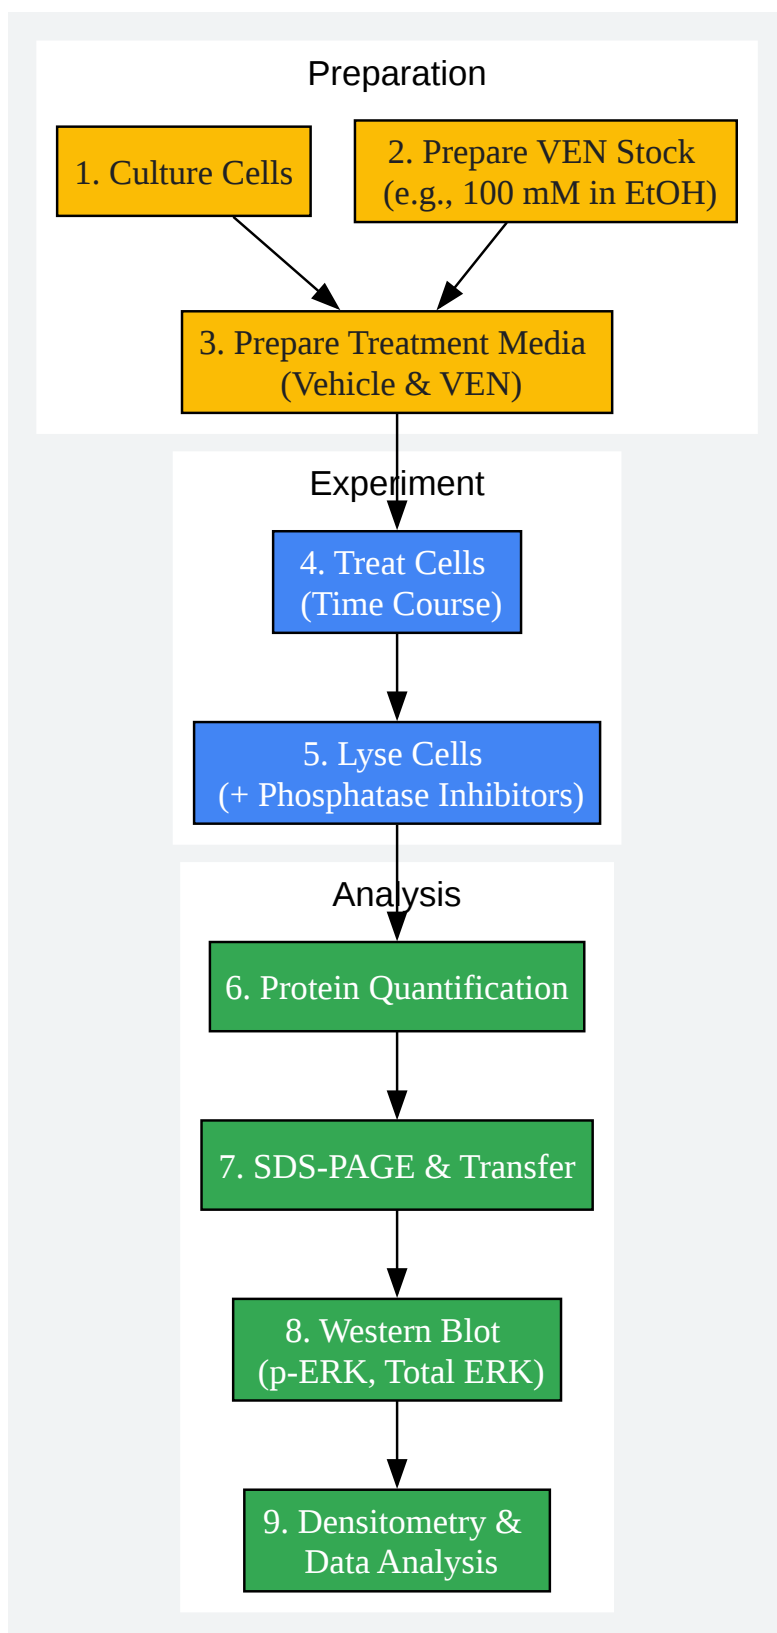 Preparation
1. Culture Cells
2. Prepare VEN Stock
(e.g., 100 mM in EtOH)
3. Prepare Treatment Media
(Vehicle & VEN)
Experiment
4. Treat Cells
(Time Course)
5. Lyse Cells
(+ Phosphatase Inhibitors)
Analysis
6. Protein Quantification
7. SDS-PAGE & Transfer
8. Western Blot
(p-ERK, Total ERK)
9. Densitometry &
Data Analysis